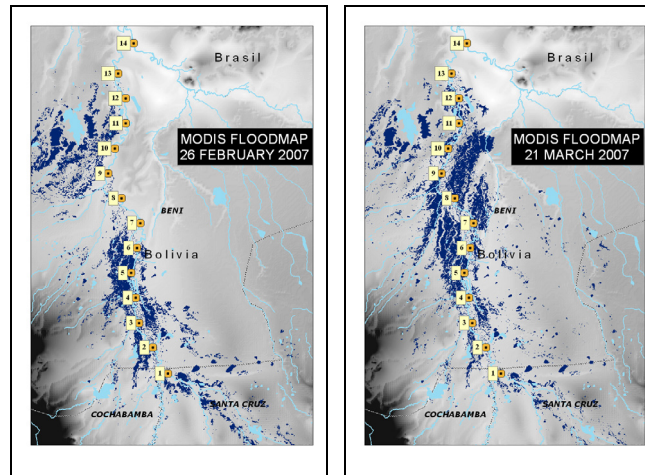 14
Brasil
13
12
11
MODIS FLOODMAP
26 FEBRUARY 2007
10
9
8
BENI
7
6
Bolivia
5
4
3
2
1
COCHABAMBA
SANTA CRUZ
14
Brasil
13
12
11
MODIS FLOODMAP
21 MARCH 2007
10
9
8
BENI
7
6
Bolivia
5
4
3
2
1
COCHABAMBA
SANTA CRUZ